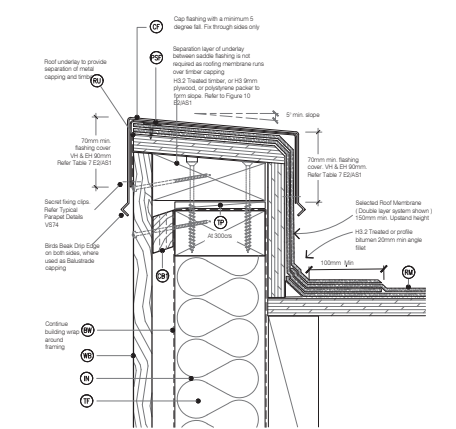 CF
Cap flashing with a minimum 5
degree fall. Fix through sides only
PSF
Separation layer of underlay
between saddle flashing is not
required as roofing membrane runs
over timber capping
H3.2 Treated timber, or H3 9mm
plywood, or polystyrene packer to
form slope. Refer to Figure 10
E2/AS1
Roof underlay to provide
separation of metal
capping and timber
RU
5° min. slope
70mm min.
flashing cover
VH & EH 90mm
Refer Table 7 E2/AS1
70mm min. flashing
cover. VH & EH 90mm.
Refer Table 7 E2/AS1
Secret fixing clips.
Refer Typical
Parapet Details
VS74
Selected Roof Membrane
( Double layer system shown )
150mm min. Upstand height
TP
At 300crs
H3.2 Treated or profile
bitumen 20mm min angle
fillet
Birds Beak Drip Edge
on both sides, where
used as Balustrade
capping
CB
100mm Min
RM
Continue
building wrap
around
framing
BW
WB
IN
TF